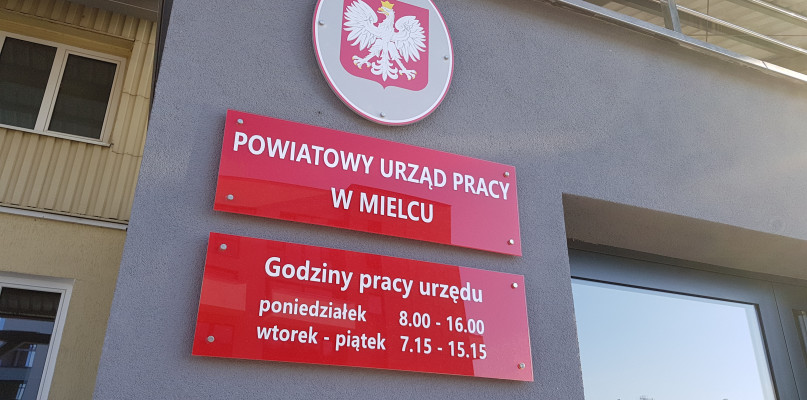 POWIATOWY URZĄD PRACY
W MIELCU
Godziny pracy urzędu
poniedziałek 8.00 - 16.00
wtorek - piątek 7.15 - 15.15